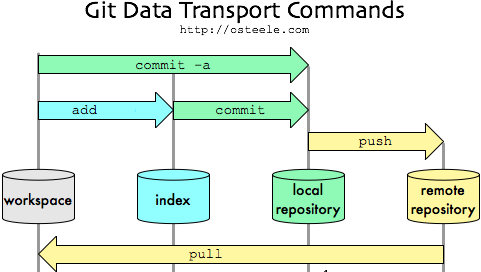 Git Data Transport Commands
http://osteele.com
commit -a
add
commit
push
workspace
index
local
repository
remote
repository
pull